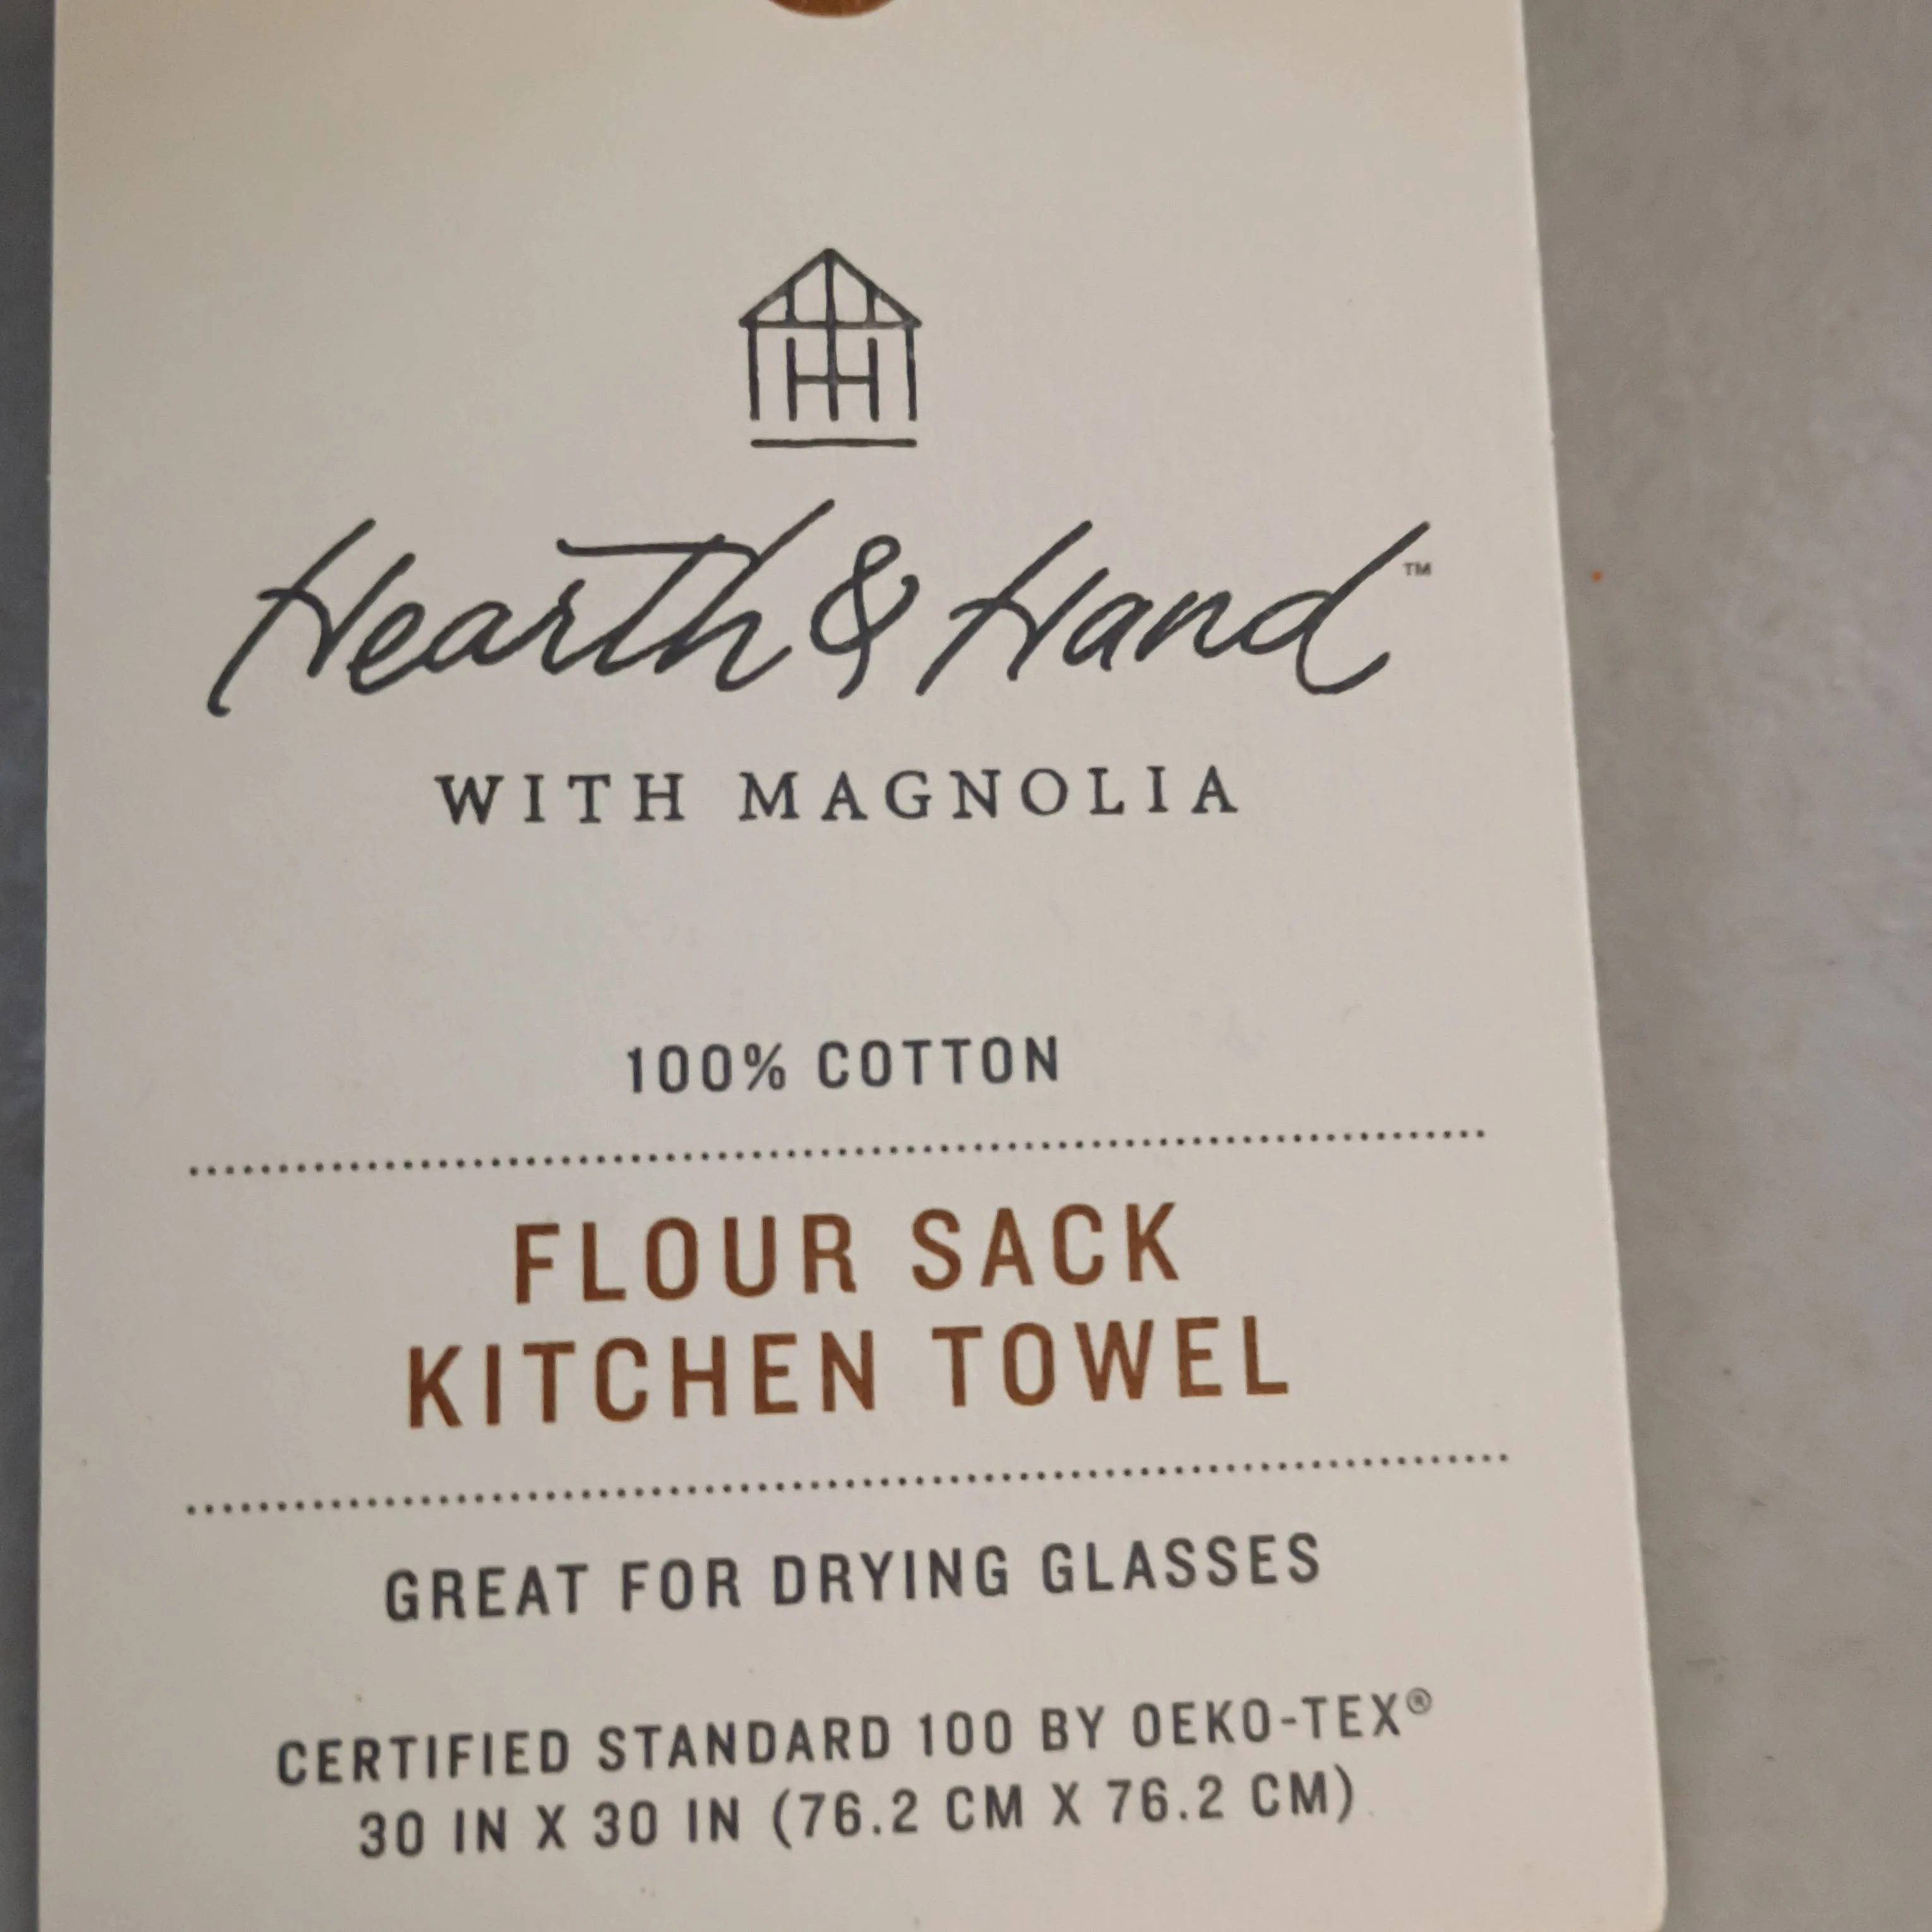 Hearth & Hand™
WITH MAGNOLIA
100% COTTON
FLOUR SACK
KITCHEN TOWEL
GREAT FOR DRYING GLASSES
CERTIFIED STANDARD 100 BY OEKO-TEX®
30 IN X 30 IN (76.2 CM X 76.2 CM)